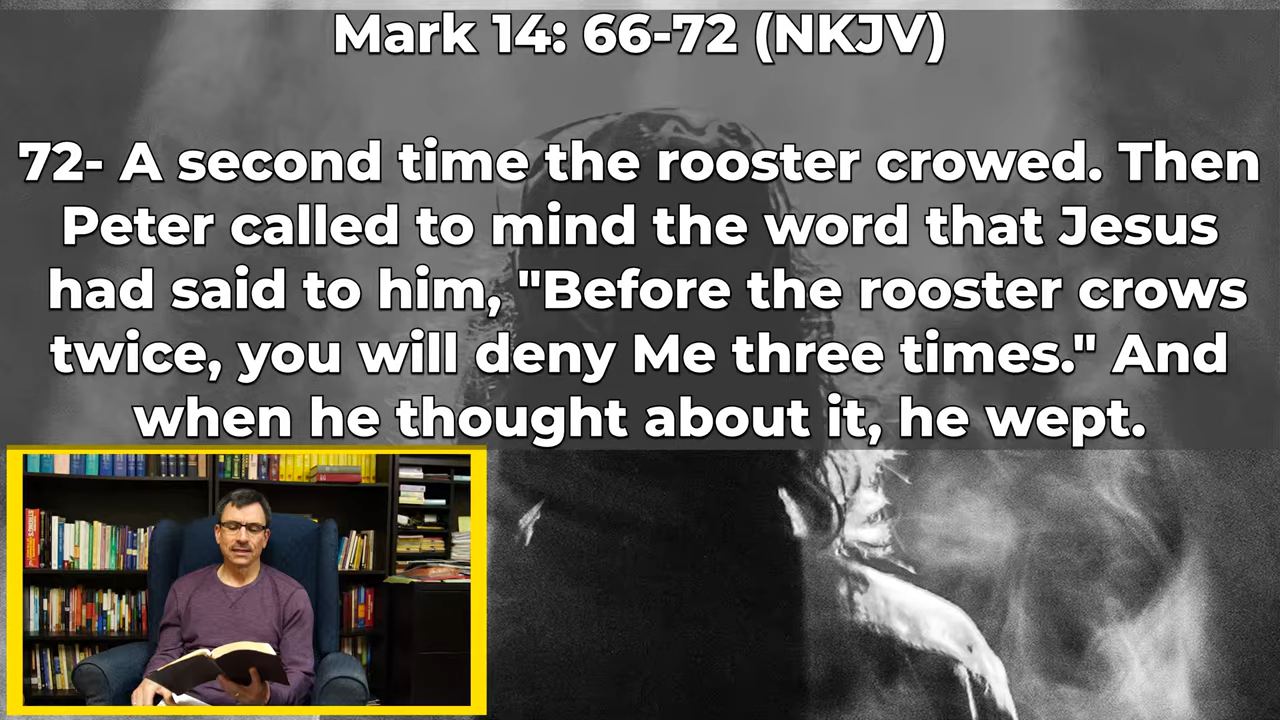 Mark 14: 66-72 (NKJV)
72- A second time the rooster crowed. Then
Peter called to mind the word that Jesus
had said to him, "Before the rooster crows
twice, you will deny Me three times." And
when he thought about it, he wept.